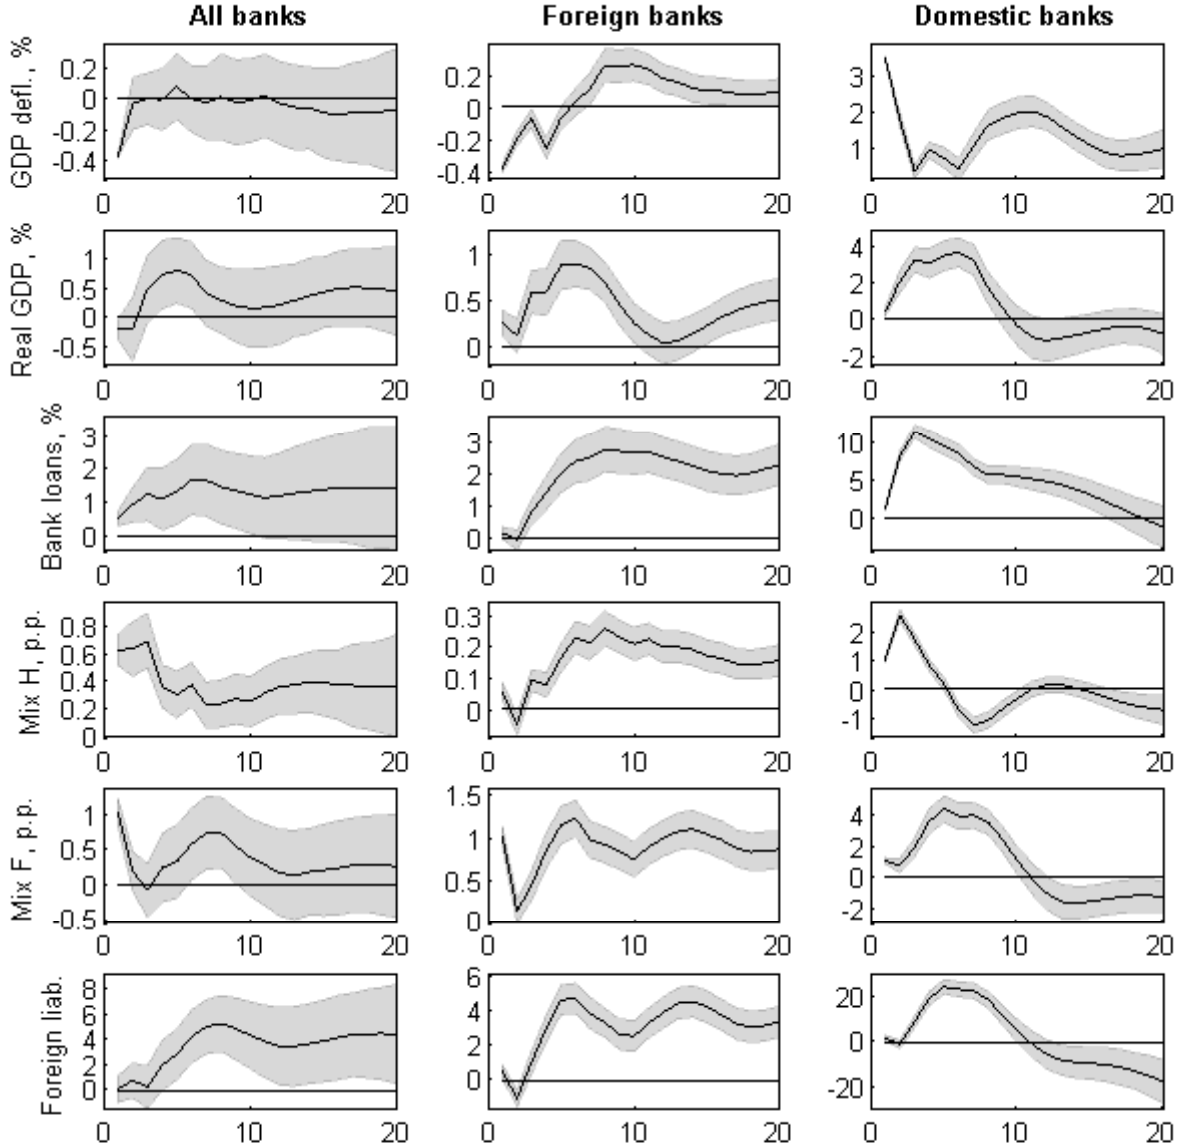 All banks Foreign banks Domestic banks
GDP defl., %
0.2 0 -0.2 -0.4
0 10 20
0.2 0 -0.2 -0.4
0 10 20
3 2 1
0 10 20
Real GDP, %
1 0.5 0 -0.5
0 10 20
1 0.5 0
0 10 20
4 2 0 -2
0 10 20
Bank loans, %
3 2 1 0
0 10 20
3 2 1 0
0 10 20
10 5 0
0 10 20
Mix H, p.p.
0.8 0.6 0.4 0.2 0
0 10 20
0.3 0.2 0.1 0
0 10 20
2 1 0 -1
0 10 20
Mix F, p.p.
1 0.5 0 -0.5
0 10 20
1.5 1 0.5 0
0 10 20
4 2 0 -2
0 10 20
Foreign liab.
8 6 4 2 0
0 10 20
6 4 2 0
0 10 20
20 0 -20
0 10 20